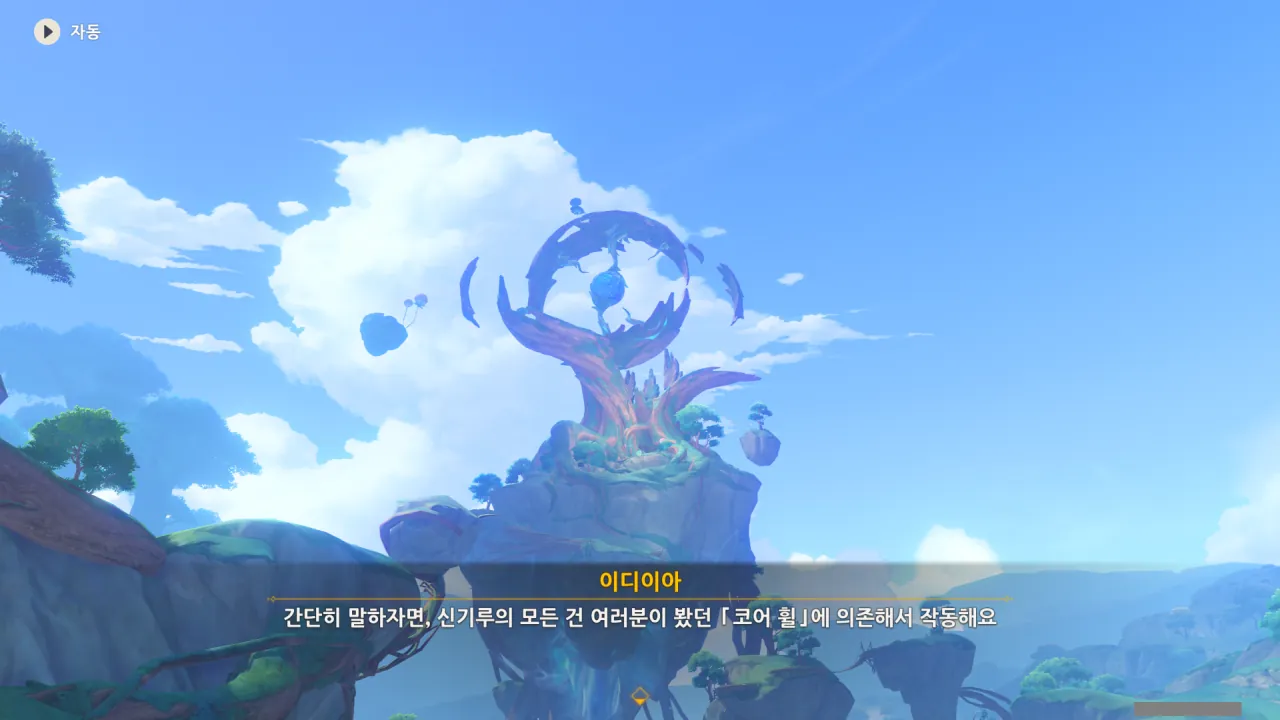 자동
이디이아
간단히 말하자면, 신기루의 모든 건 여러분이 봤던 「코어 휠」에 의존해서 작동해요